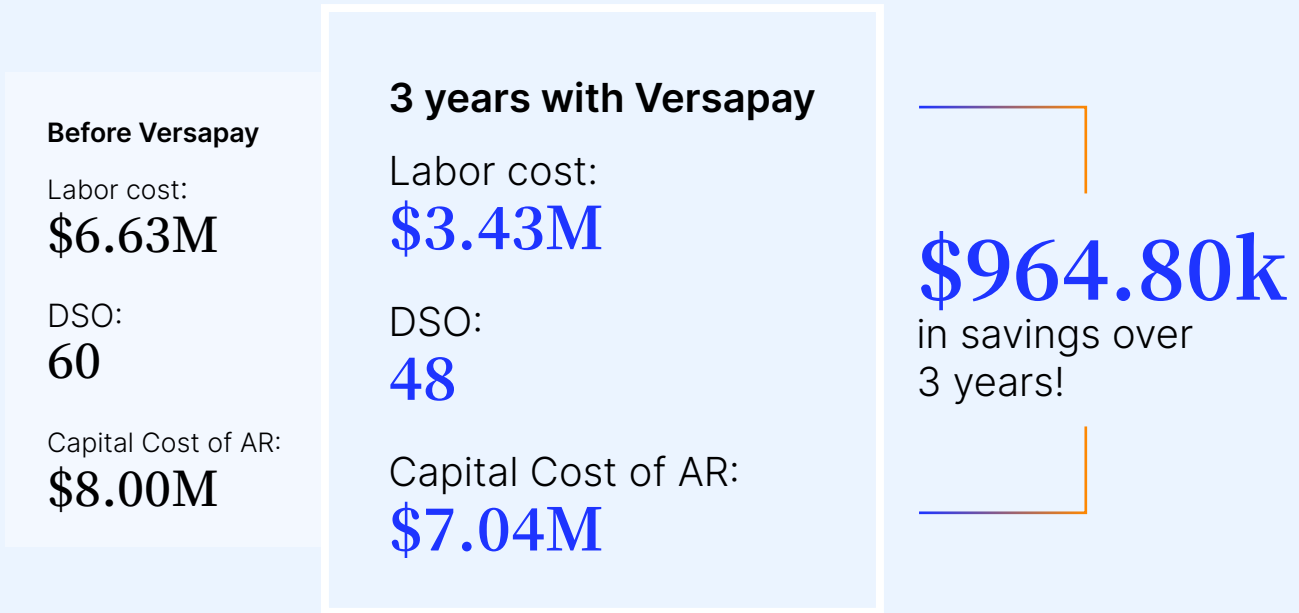 Before Versapay
Labor cost:
$6.63M
DSO:
60
Capital Cost of AR:
$8.00M
3 years with Versapay
Labor cost:
$3.43M
DSO:
48
Capital Cost of AR:
$7.04M
$964.80k
in savings over
3 years!